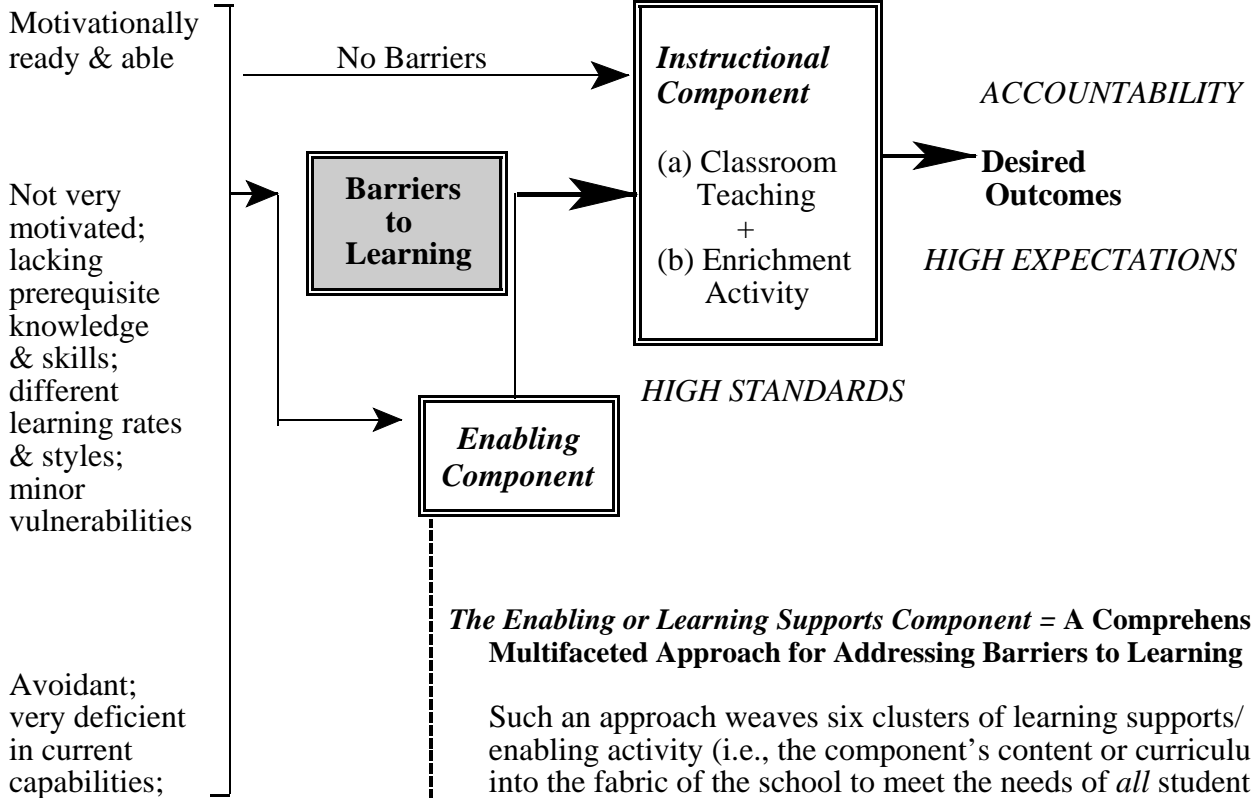 Motivationally
ready & able
No Barriers
Instructional
Component
(a) Classroom
Teaching
+
(b) Enrichment
Activity
ACCOUNTABILITY
Desired
Outcomes
HIGH EXPECTATIONS
Not very
motivated;
lacking
prerequisite
knowledge
& skills;
different
learning rates
& styles;
minor
vulnerabilities
Barriers
to
Learning
HIGH STANDARDS
Enabling
Component
Avoidant;
very deficient
in current
capabilities;
The Enabling or Learning Supports Component = A Comprehens
Multifaceted Approach for Addressing Barriers to Learning
Such an approach weaves six clusters of learning supports/
enabling activity (i.e., the component’s content or curriculu
into the fabric of the school to meet the needs of all student